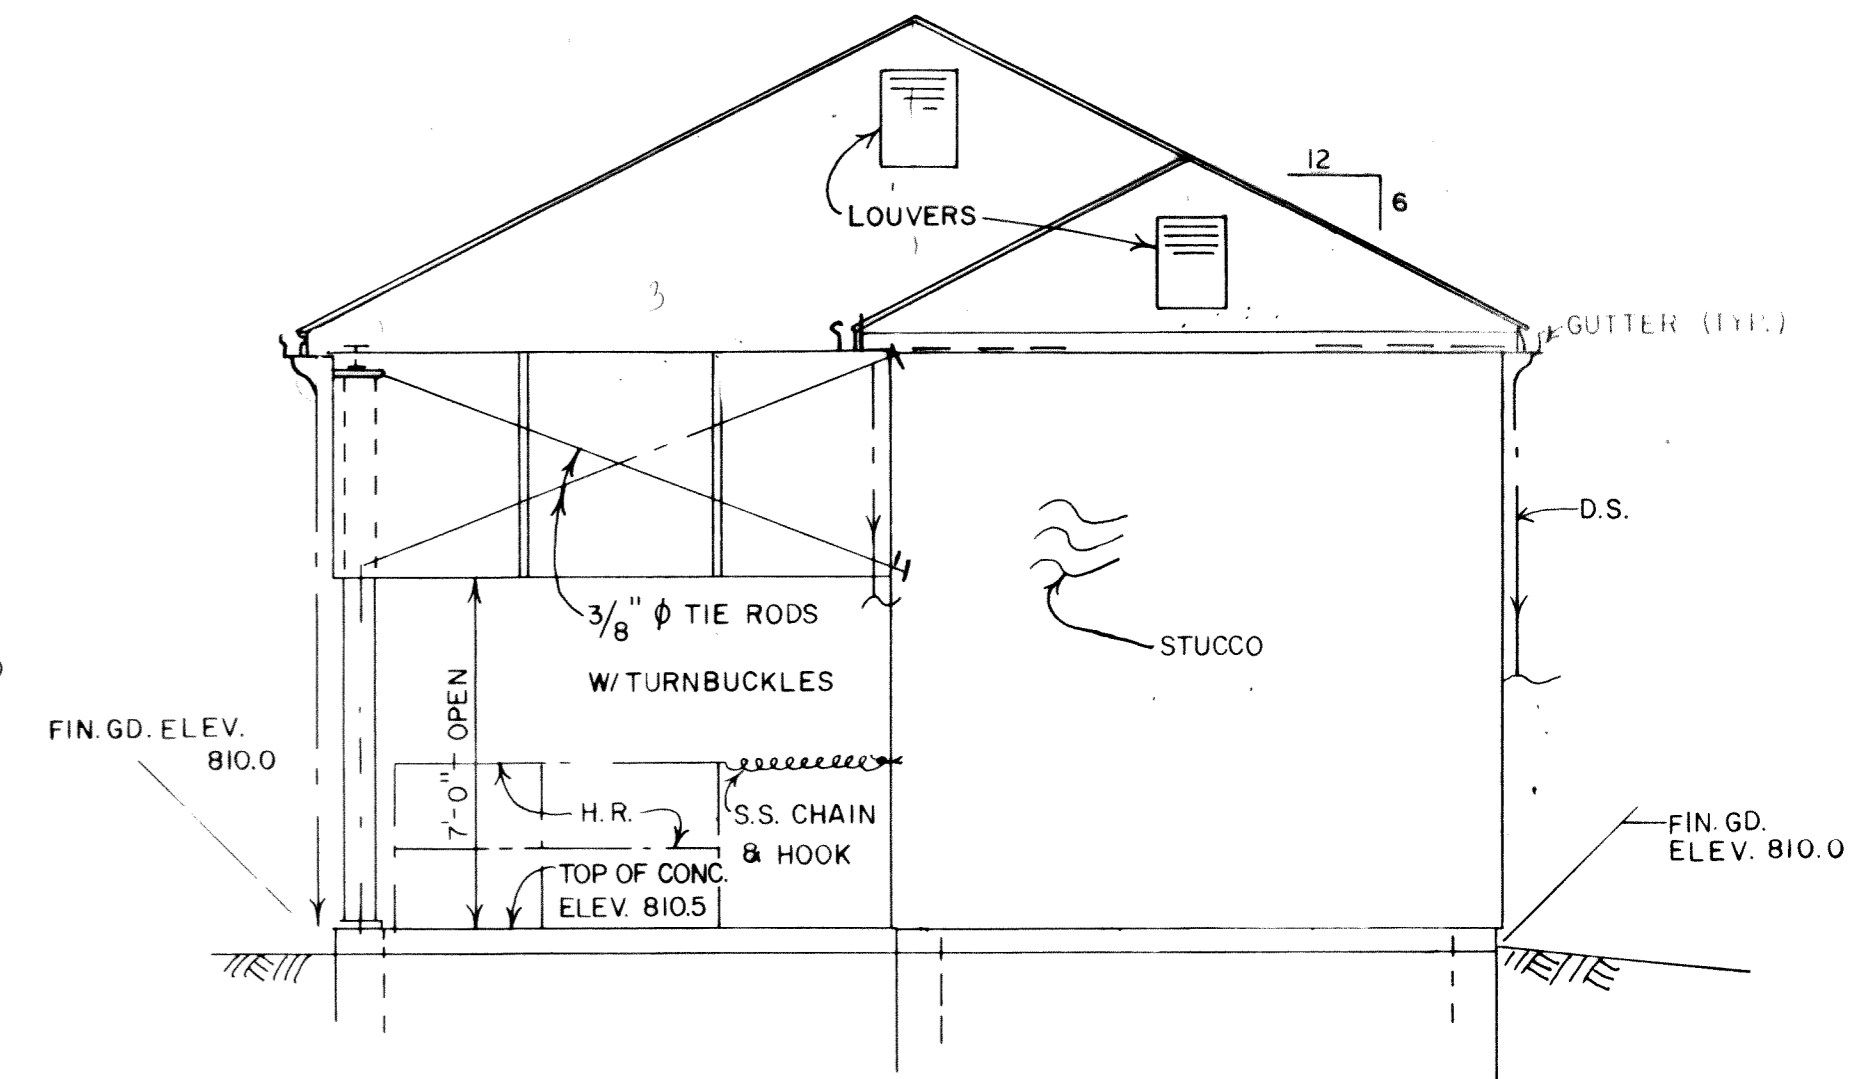 12
6
LOUVERS
3
GUTTER (TYP.)
D.S.
3/8" ϕ TIE RODS
W/ TURNBUCKLES
STUCCO
7'-0" OPEN
FIN. GD. ELEV.
810.0
H.R.
S.S. CHAIN
& HOOK
TOP OF CONC.
ELEV. 810.5
FIN. GD.
ELEV. 810.0